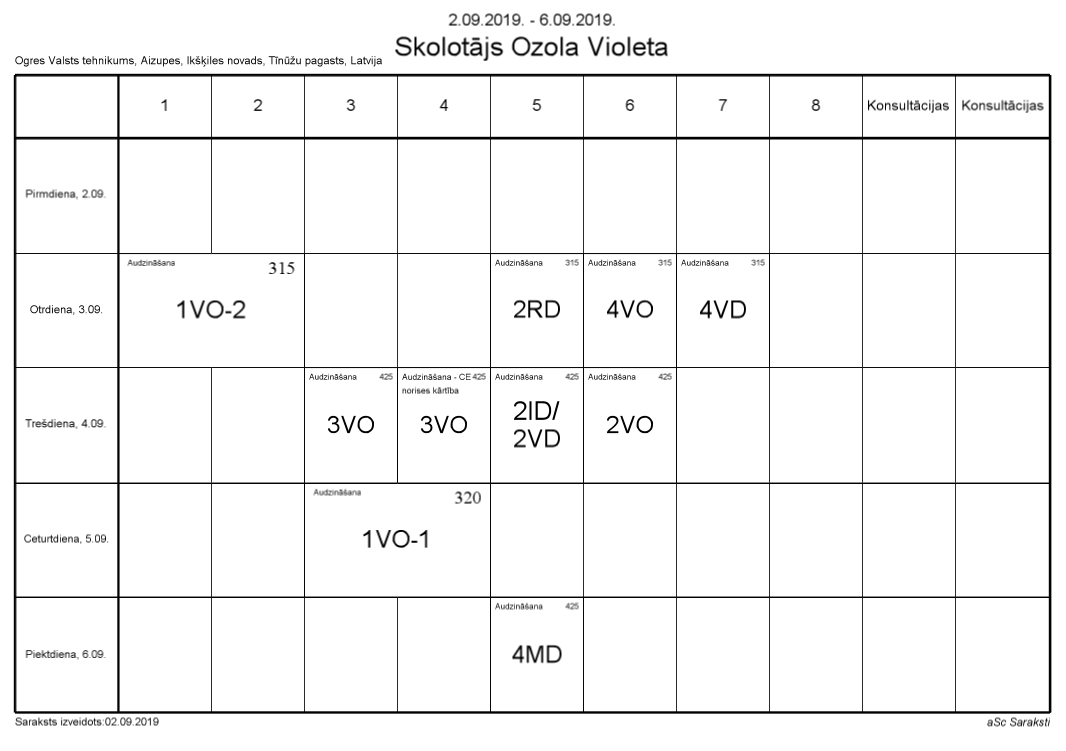 2.09.2019. - 6.09.2019.
Skolotājs Ozola Violeta
Ogres Valsts tehnikums, Aizupes, Ikšķiles novads, Tīnūžu pagasts, Latvija
1 2 3 4 5 6 7 8 Konsultācijas Konsultācijas
Pirmdiena, 2.09.
Audzināšana 315 Audzināšana 315 Audzināšana 315 Audzināšana 315
Otrdiena, 3.09. 1VO-2 2RD 4VO 4VD
Audzināšana 425 Audzināšana - CE 425 Audzināšana 425 Audzināšana 425
norises kārtība
Trešdiena, 4.09. 3VO 3VO 2ID/ 2VO
2VD
Audzināšana 320
Ceturtdiena, 5.09. 1VO-1
Audzināšana 425
Piektdiena, 6.09. 4MD
Saraksts izveidots:02.09.2019 aSc Saraksti